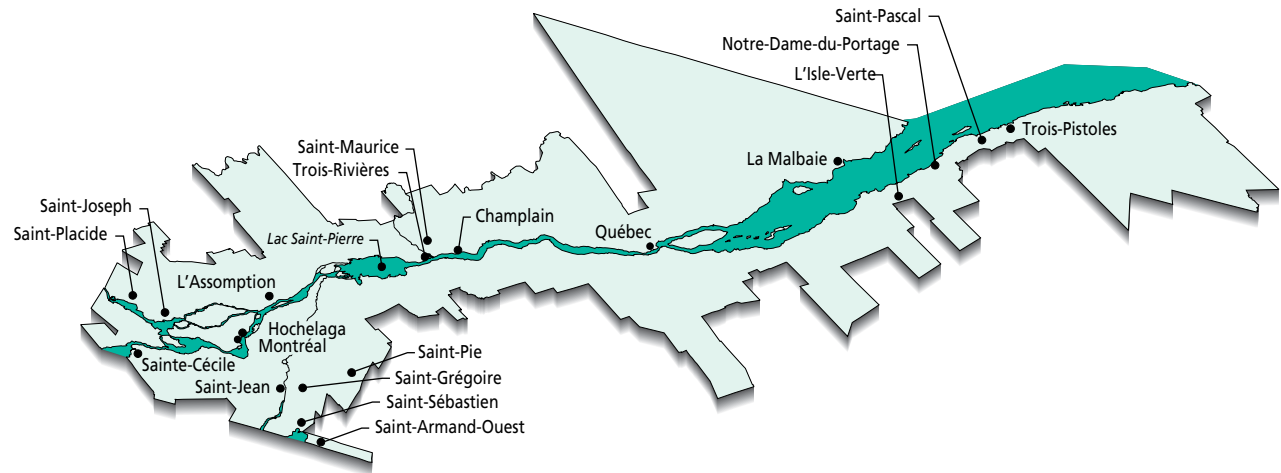 Saint-Pascal
Notre-Dame-du-Portage
L'Isle-Verte
Trois-Pistoles
La Malbaie
Saint-Maurice
Trois-Rivières
Champlain
Québec
Lac Saint-Pierre
Saint-Joseph
Saint-Placide
L'Assomption
Hochelaga
Montréal
Sainte-Cécile
Saint-Jean
Saint-Pie
Saint-Grégoire
Saint-Sébastien
Saint-Armand-Ouest